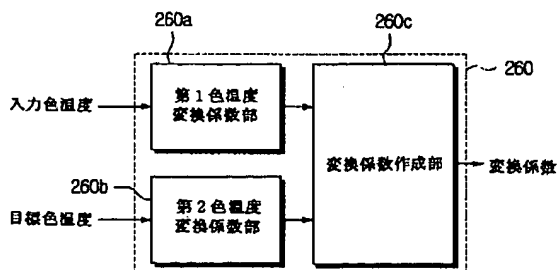 260a
260c
260
入力色温度
第1色温度
変換係数部
変換係数作成部
変換係数
260b
目標色温度
第2色温度
変換係数部